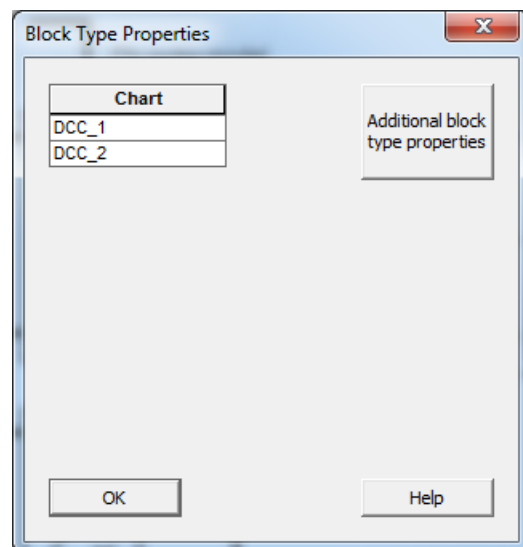 Block Type Properties
Chart
DCC_1
DCC_2
Additional block
type properties
OK
Help